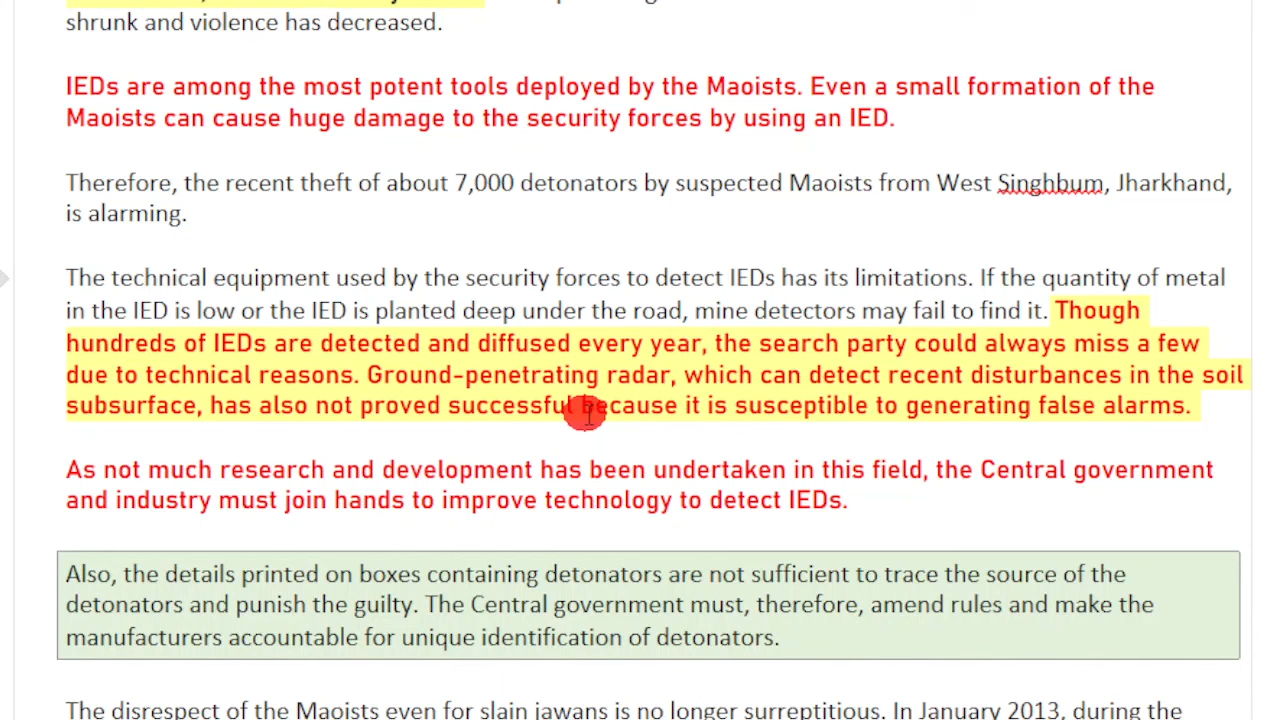 shrunk and violence has decreased.
IEDs are among the most potent tools deployed by the Maoists. Even a small formation of the
Maoists can cause huge damage to the security forces by using an IED.
Therefore, the recent theft of about 7,000 detonators by suspected Maoists from West Singhbum, Jharkhand,
is alarming.
The technical equipment used by the security forces to detect IEDs has its limitations. If the quantity of metal
in the IED is low or the IED is planted deep under the road, mine detectors may fail to find it. Though
hundreds of IEDs are detected and diffused every year, the search party could always miss a few
due to technical reasons. Ground-penetrating radar, which can detect recent disturbances in the soil
subsurface, has also not proved successful because it is susceptible to generating false alarms.
As not much research and development has been undertaken in this field, the Central government
and industry must join hands to improve technology to detect IEDs.
Also, the details printed on boxes containing detonators are not sufficient to trace the source of the
detonators and punish the guilty. The Central government must, therefore, amend rules and make the
manufacturers accountable for unique identification of detonators.
The disrespect of the Maoists even for slain jawans is no longer surreptitious. In January 2013, during the